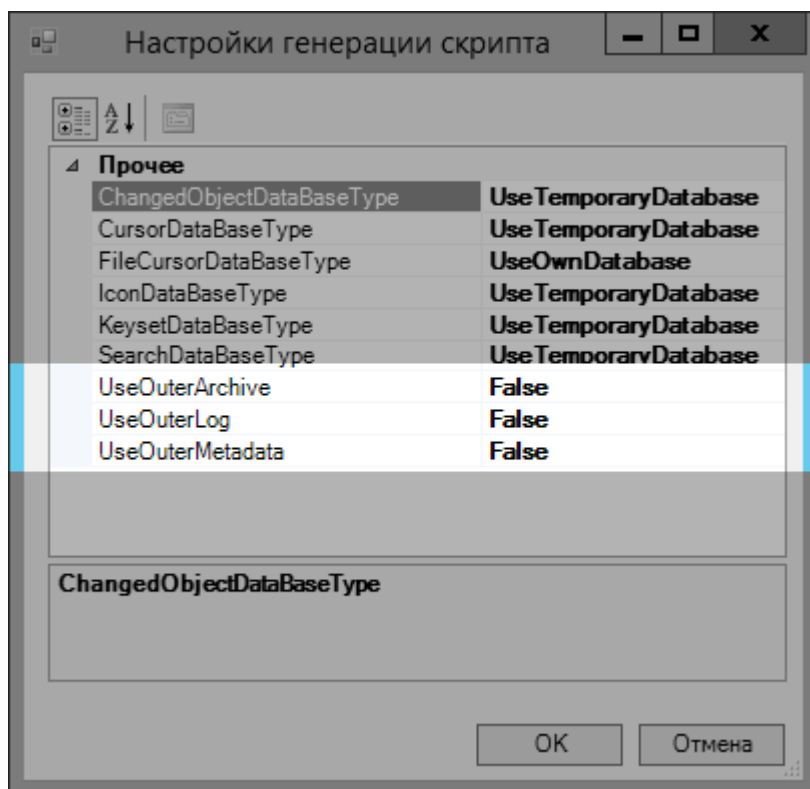 Настройки генерации скрипта
Прочее
ChangedObjectDataBaseType UseTemporaryDatabase
CursorDataBaseType UseTemporaryDatabase
FileCursorDataBaseType UseOwnDatabase
IconDataBaseType UseTemporaryDatabase
KeysetDataBaseType UseTemporaryDatabase
SearchDataBaseType UseTemporaryDatabase
UseOuterArchive False
UseOuterLog False
UseOuterMetadata False
ChangedObjectDataBaseType
OK Отмена